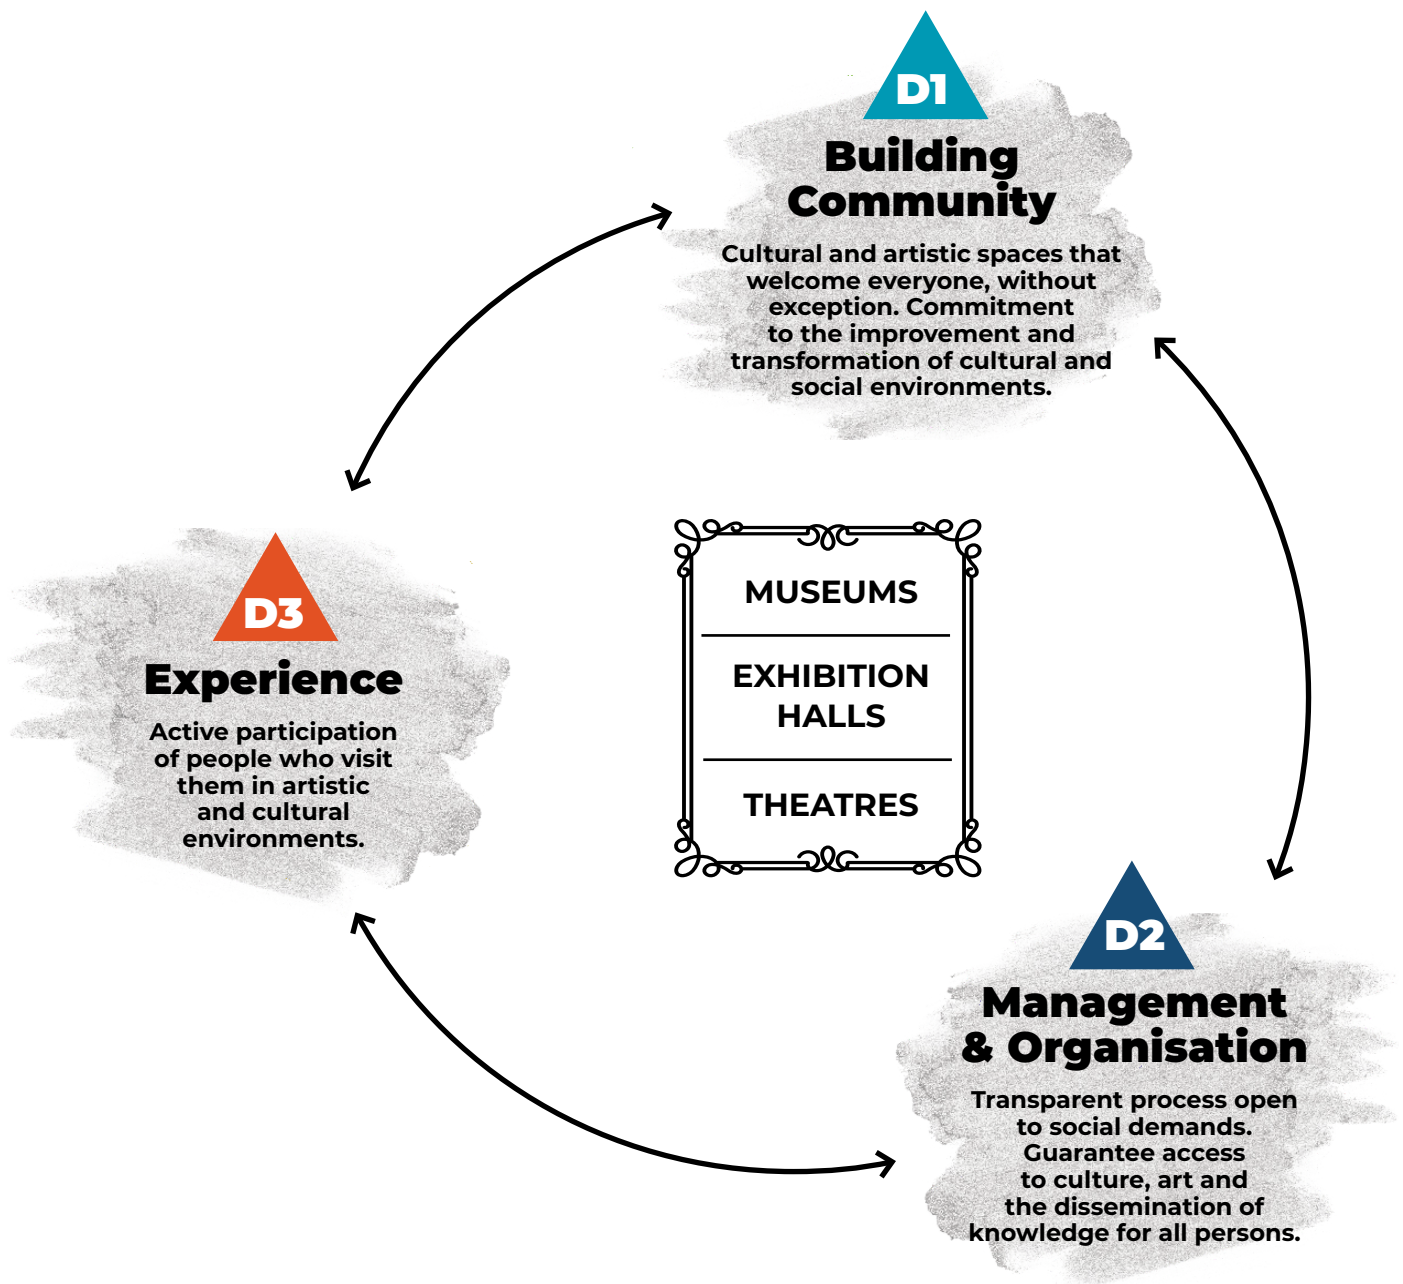 D1
Building
Community
Cultural and artistic spaces that
welcome everyone, without
exception. Commitment
to the improvement and
transformation of cultural and
social environments.
D3
Experience
Active participation
of people who visit
them in artistic
and cultural
environments.
MUSEUMS
EXHIBITION
HALLS
THEATRES
D2
Management
& Organisation
Transparent process open
to social demands.
Guarantee access
to culture, art and
the dissemination of
knowledge for all persons.